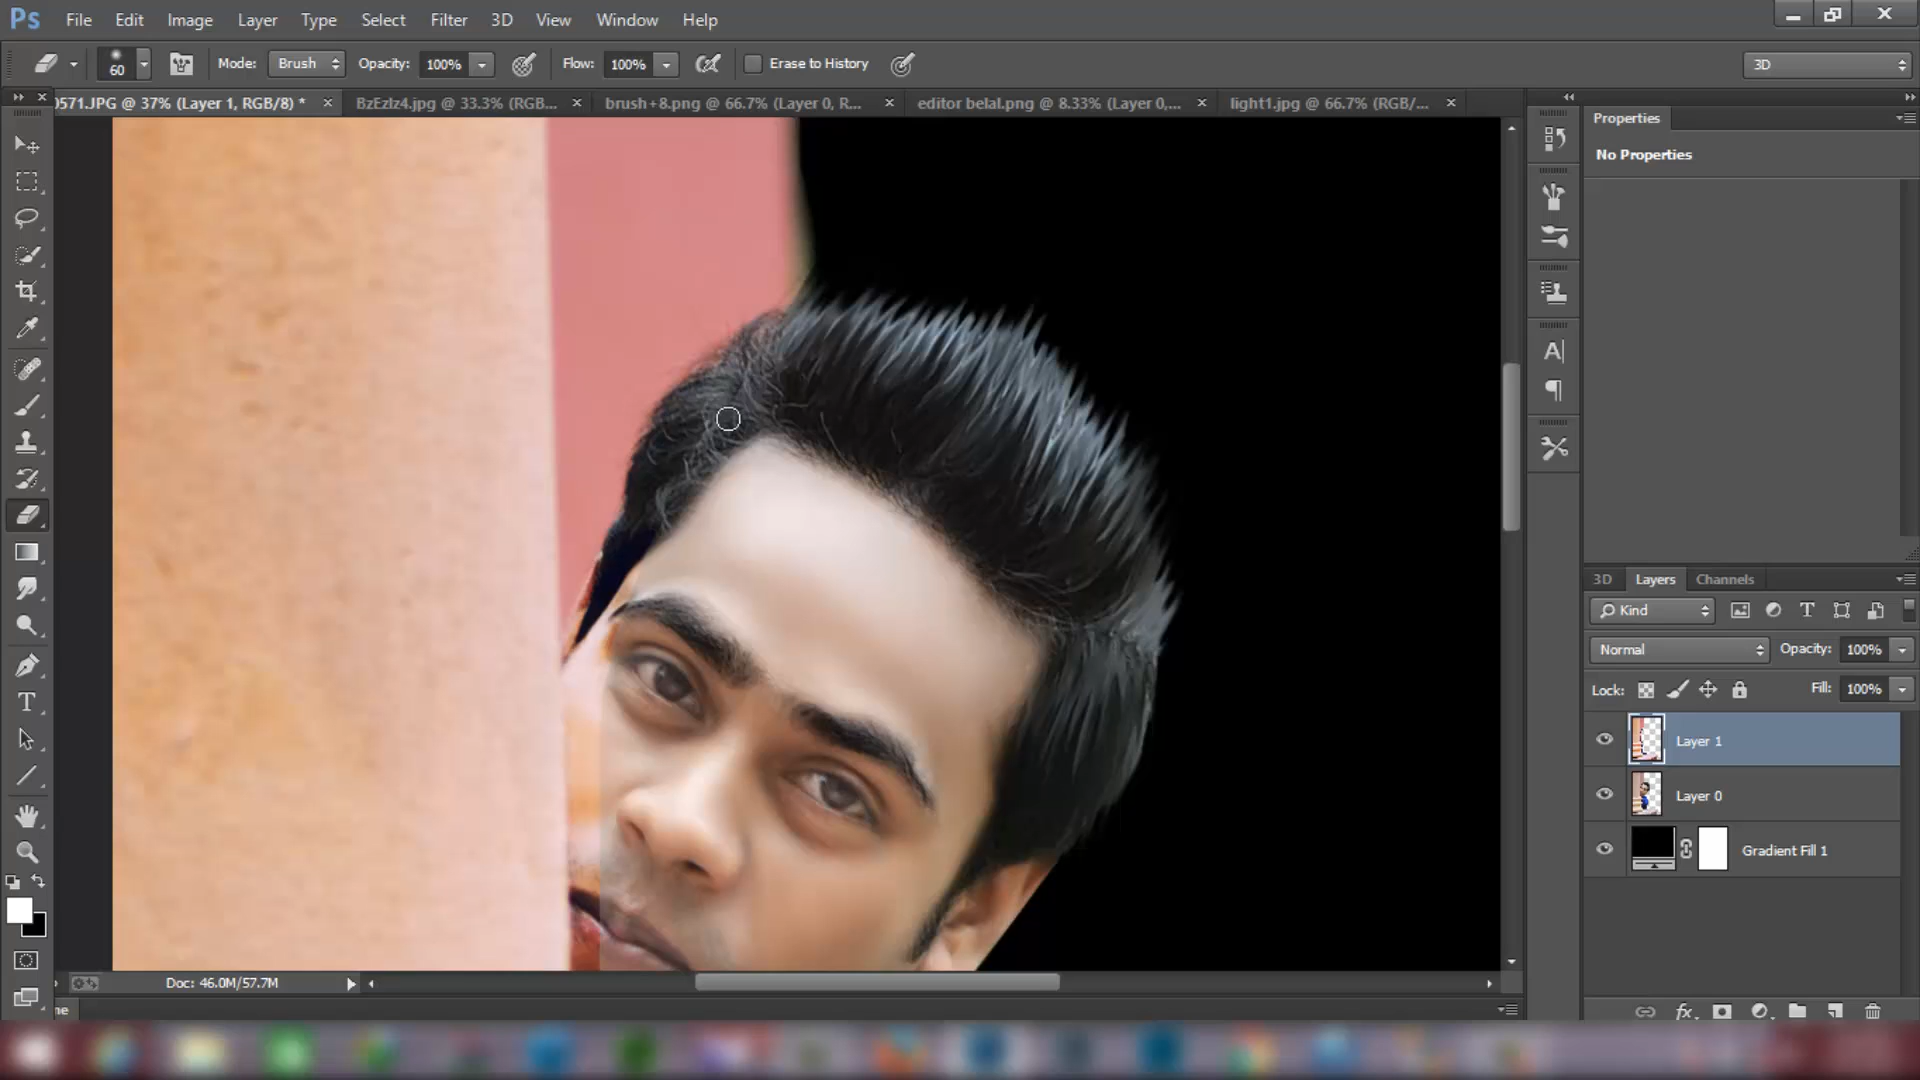 Ps File Edit Image Layer Type Select Filter 3D View Window Help
60 Mode: Brush Opacity: 100% Flow: 100% Erase to History 3D
0571.JPG @ 37% (Layer 1, RGB/8) * BzEzlz4.jpg @ 33.3% (RGB... brush+8.png @ 66.7% (Layer 0, R... editor belal.png @ 8.33% (Layer 0,... light1.jpg @ 66.7% (RGB/...
Properties
No Properties
3D Layers Channels
Kind T
Normal Opacity: 100%
Lock: Fill: 100%
Layer 1
Layer 0
Gradient Fill 1
fx
A
T
Doc: 46.0M/57.7M
ne